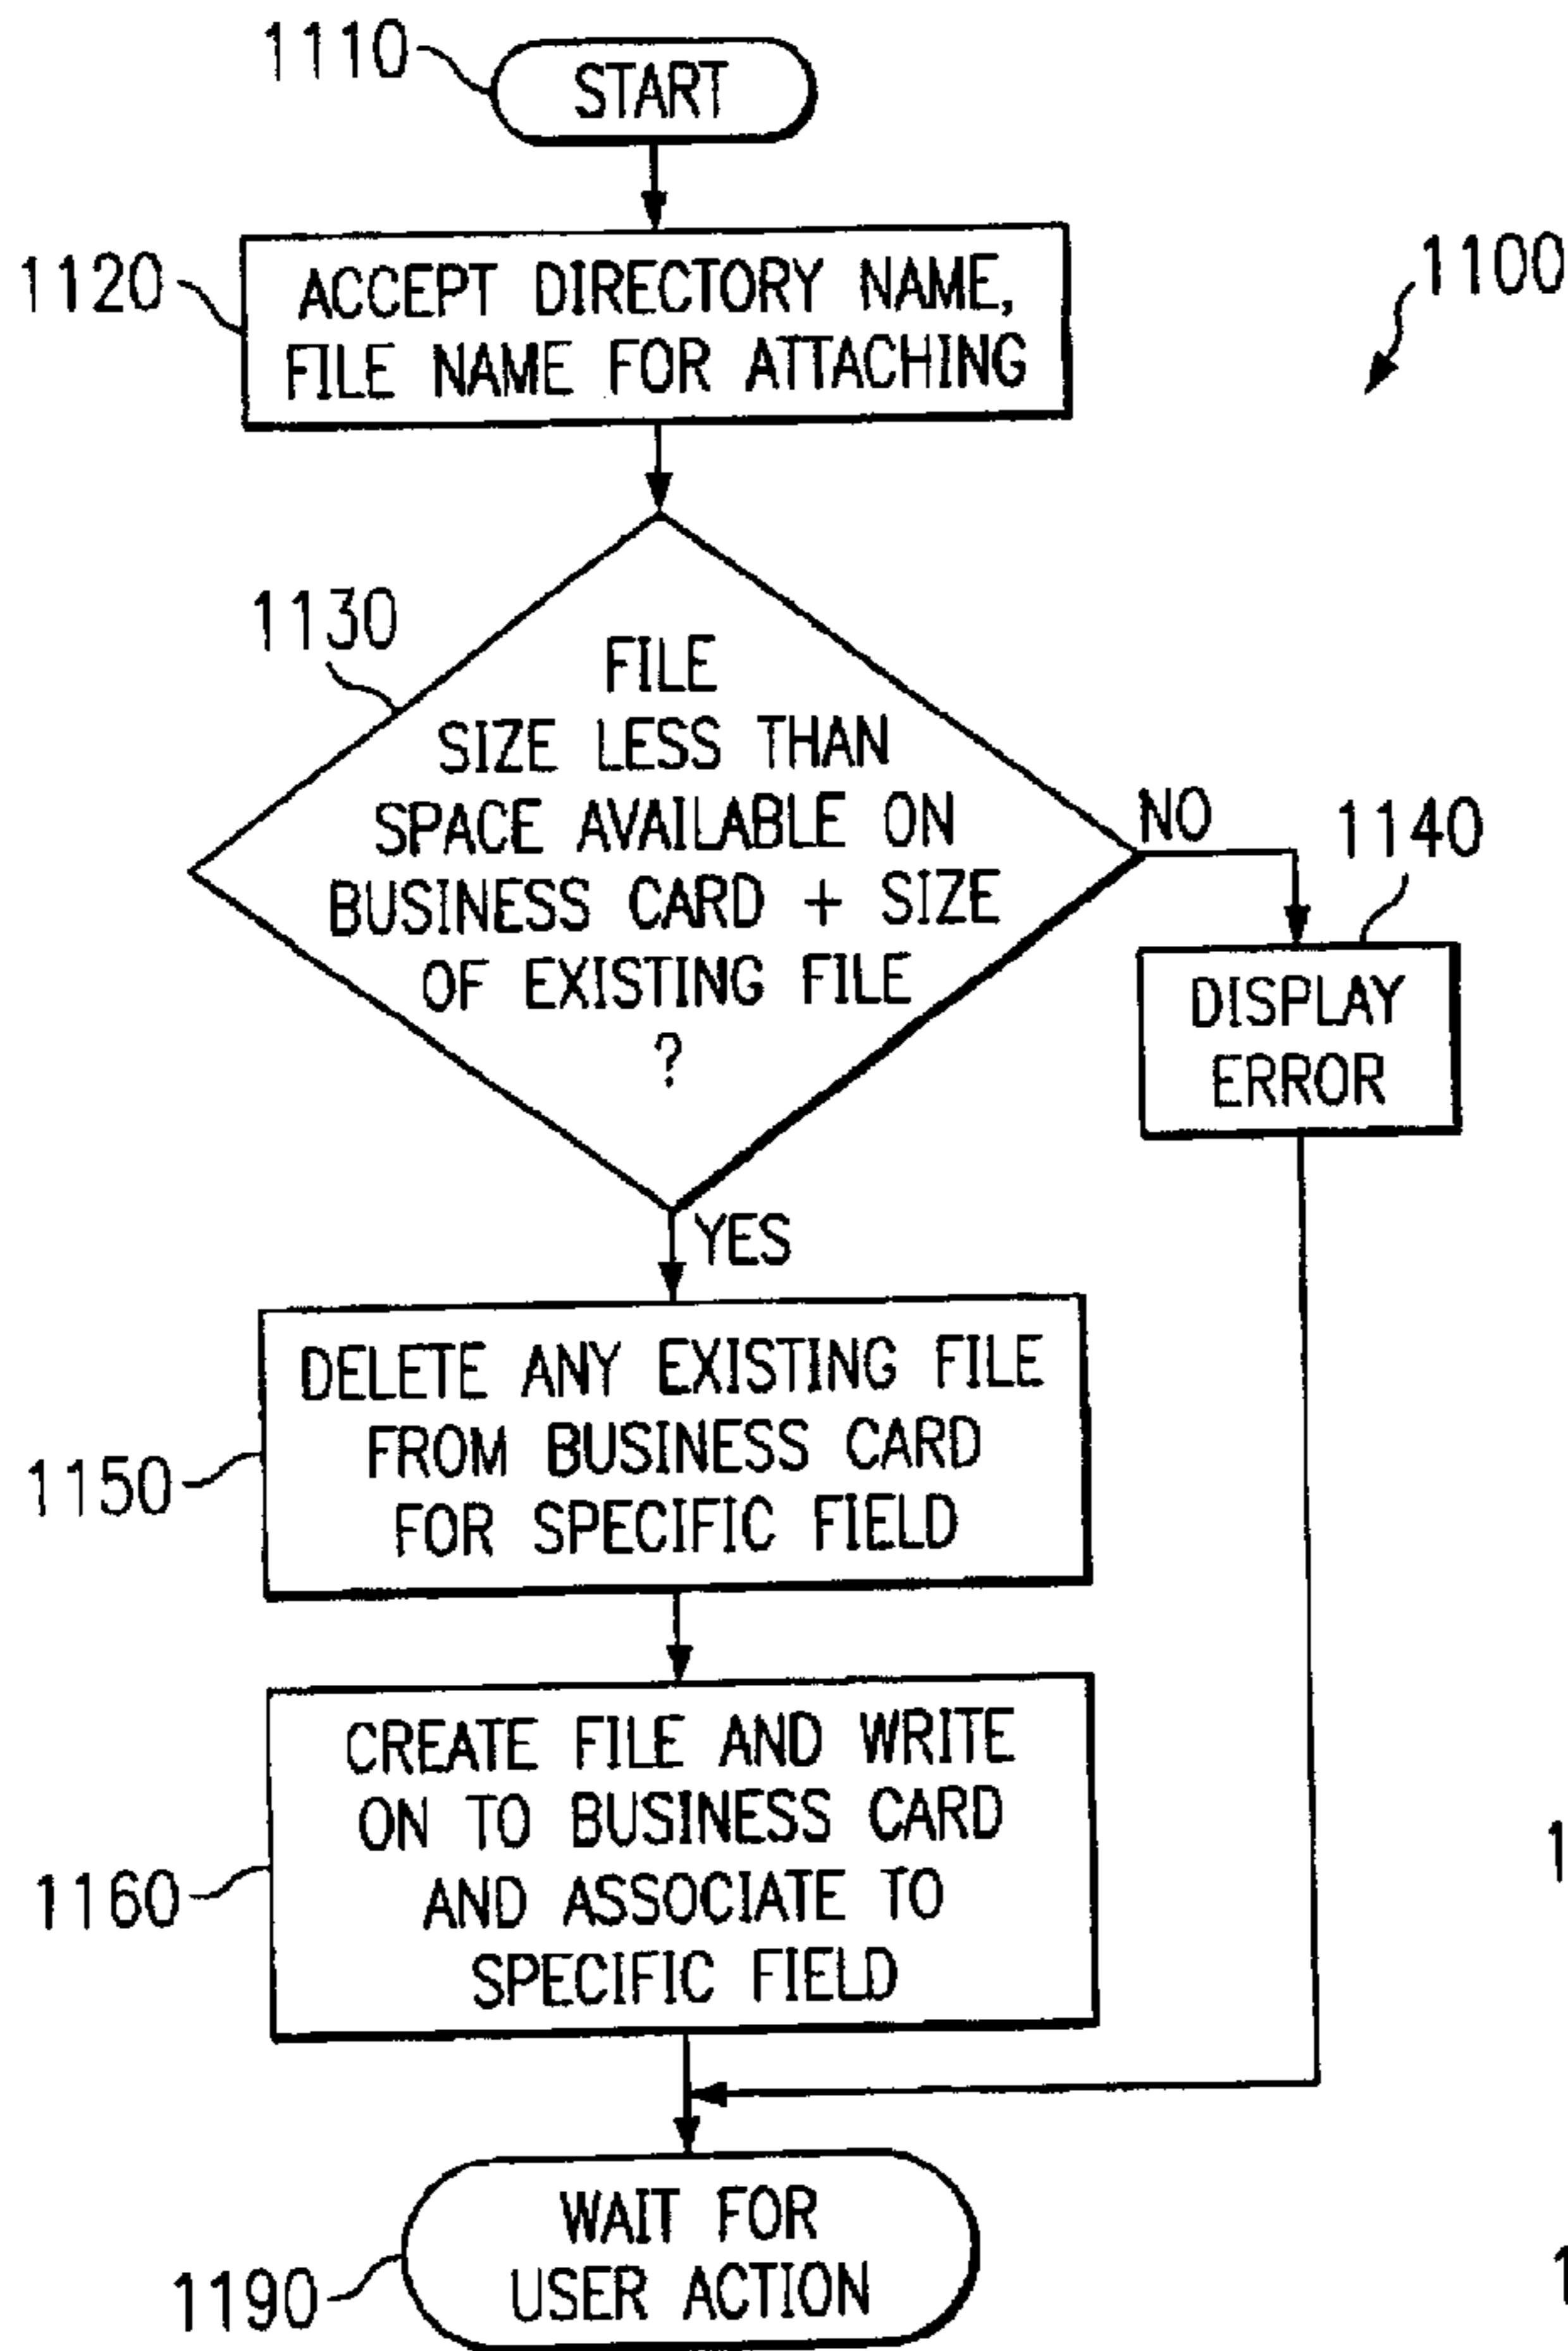 1110
START
1120
ACCEPT DIRECTORY NAME,
FILE NAME FOR ATTACHING
1100
1130
FILE
SIZE LESS THAN
SPACE AVAILABLE ON
BUSINESS CARD + SIZE
OF EXISTING FILE
?
NO
1140
DISPLAY
ERROR
YES
1150
DELETE ANY EXISTING FILE
FROM BUSINESS CARD
FOR SPECIFIC FIELD
1160
CREATE FILE AND WRITE
ON TO BUSINESS CARD
AND ASSOCIATE TO
SPECIFIC FIELD
1190
WAIT FOR
USER ACTION